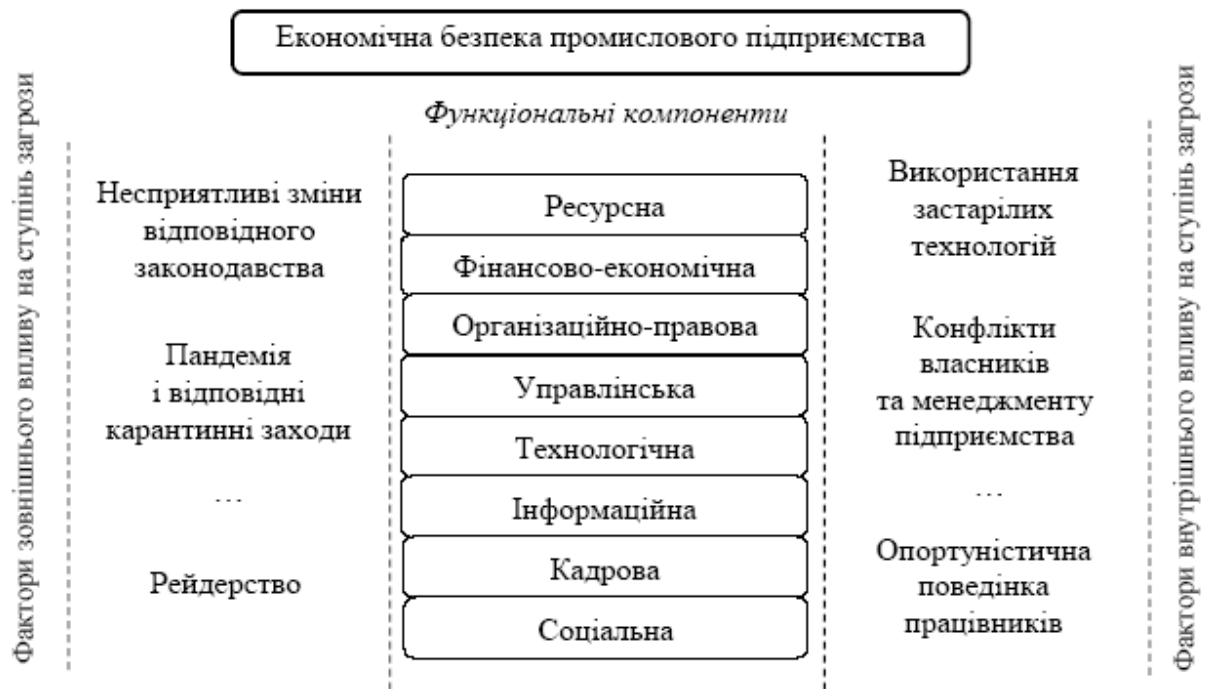 Економічна безпека промислового підприємства
Функціональні компоненти
Фактори зовнішнього впливу на ступінь загрози
Несприятливі зміни
відповідного
законодавства
Пандемія
і відповідні
карантинні заходи
...
Рейдерство
Ресурсна
Фінансово-економічна
Організаційно-правова
Управлінська
Технологічна
Інформаційна
Кадрова
Соціальна
Використання
застарілих
технологій
Конфлікти
власників
та менеджменту
підприємства
...
Опортуністична
поведінка
працівників
Фактори внутрішнього впливу на ступінь загрози